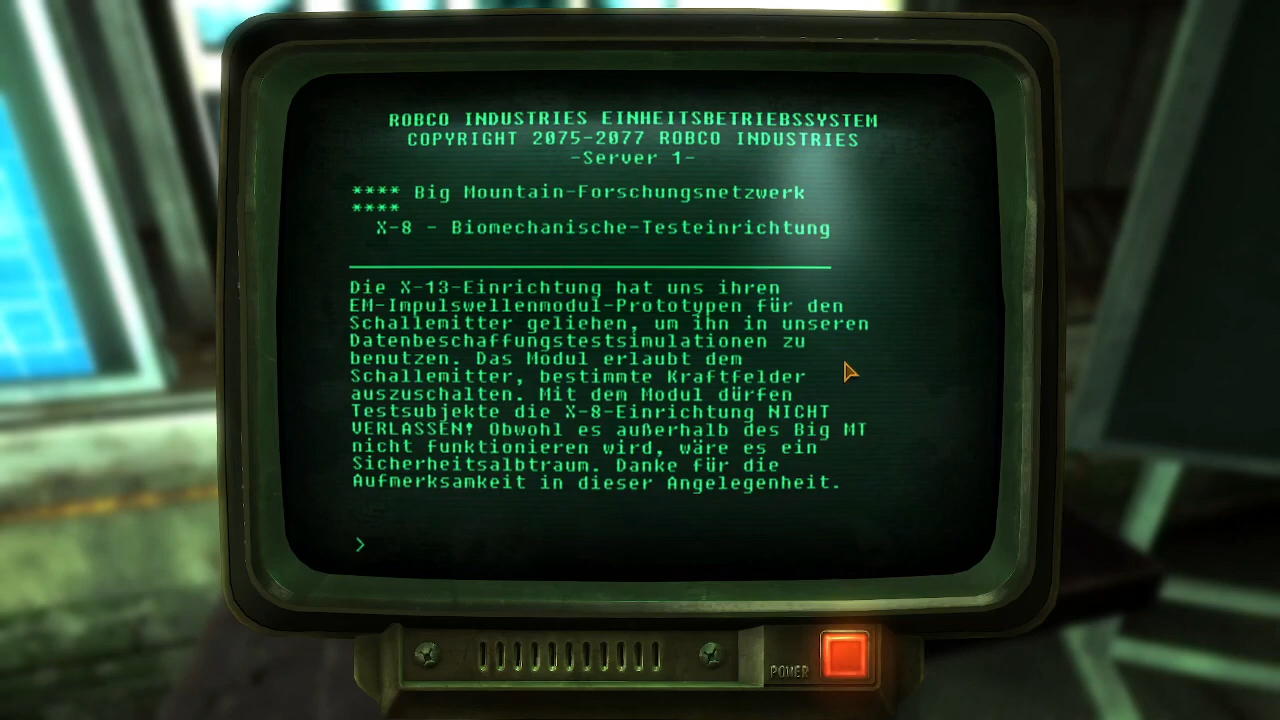 ROBCO INDUSTRIES EINHEITSBETRIEBSSYSTEM
COPYRIGHT 2075-2077 ROBCO INDUSTRIES
-Server 1-
**** Big Mountain-Forschungsnetzwerk
****
X-8 - Biomechanische-Testeinrichtung
Die X-13-Einrichtung hat uns ihren
EM-Impulswellenmodul-Prototypen für den
Schallemitter geliehen, um ihn in unseren
Datenbeschaffungstestsimulationen zu
benutzen. Das Modul erlaubt dem
Schallemitter, bestimmte Kraftfelder
auszuschalten. Mit dem Modul dürfen
Testsubjekte die X-8-Einrichtung NICHT
VERLASSEN! Obwohl es außerhalb des Big MT
nicht funktionieren wird, wäre es ein
Sicherheitsalbtraum. Danke für die
Aufmerksamkeit in dieser Angelegenheit.
>
POWER